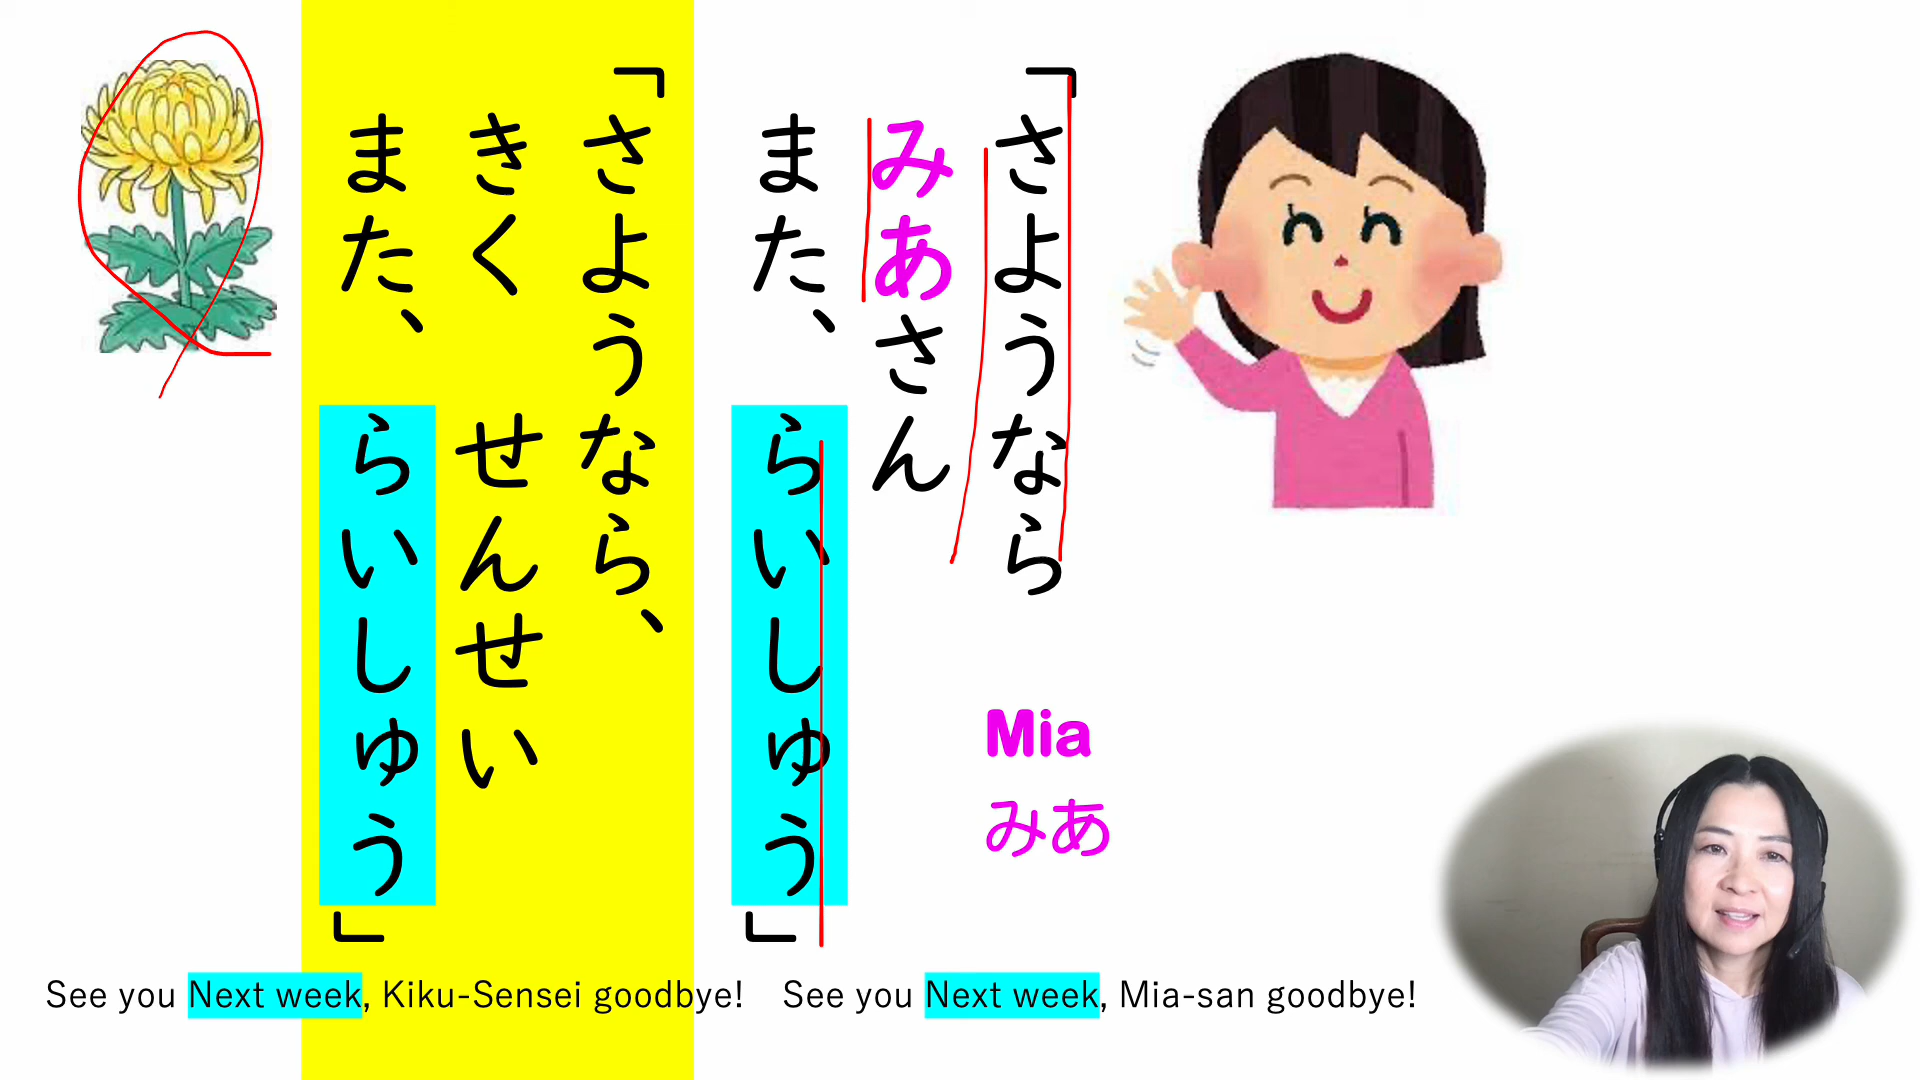 「さようなら
みあさん
また、らいしゅう」
「さようなら、
きく せんせい
また、らいしゅう」
Mia
みあ
See you Next week, Kiku-Sensei goodbye!
See you Next week, Mia-san goodbye!